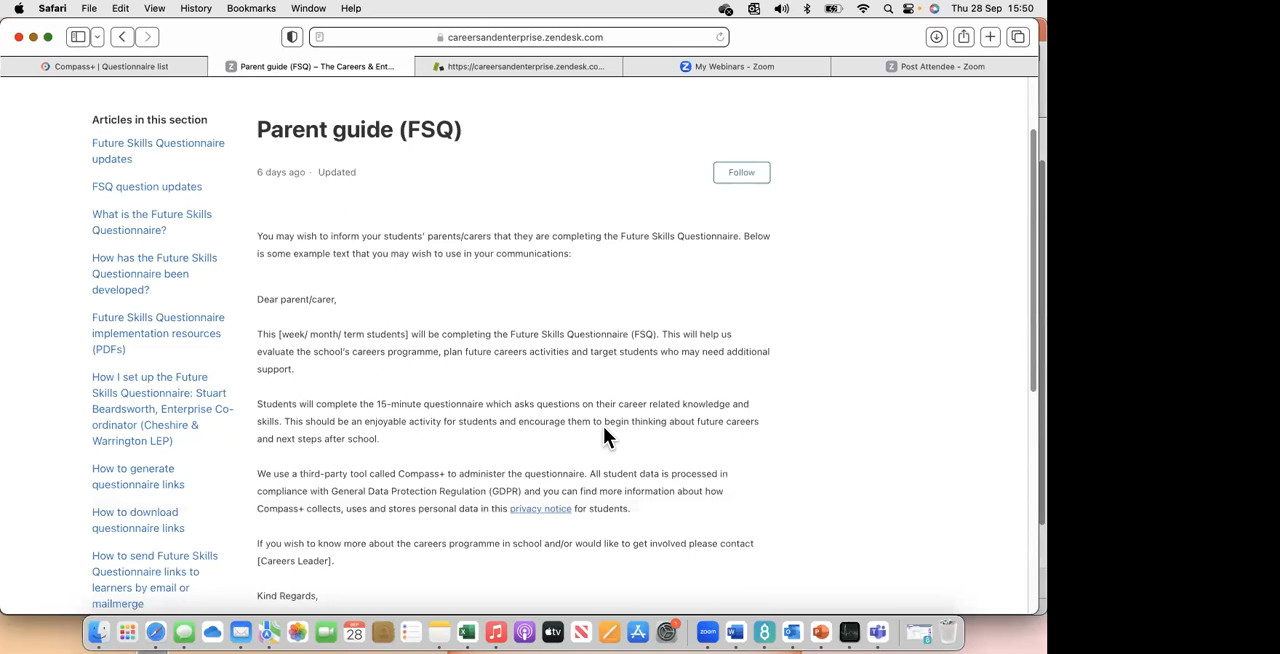 Safari File Edit View History Bookmarks Window Help Thu 28 Sep 15:50
careersandenterprise.zendesk.com
Compass+ | Questionnaire list Parent guide (FSQ) – The Careers & Ent... https://careersandenterprise.zendesk.co... My Webinars - Zoom Post Attendee - Zoom
Articles in this section
Future Skills Questionnaire
updates
FSQ question updates
What is the Future Skills
Questionnaire?
How has the Future Skills
Questionnaire been
developed?
Future Skills Questionnaire
implementation resources
(PDFs)
How I set up the Future
Skills Questionnaire: Stuart
Beardsworth, Enterprise Co-
ordinator (Cheshire &
Warrington LEP)
How to generate
questionnaire links
How to download
questionnaire links
How to send Future Skills
Questionnaire links to
learners by email or
mailmerge
Parent guide (FSQ)
6 days ago · Updated
Follow
You may wish to inform your students' parents/carers that they are completing the Future Skills Questionnaire. Below
is some example text that you may wish to use in your communications:
Dear parent/carer,
This [week/ month/ term students] will be completing the Future Skills Questionnaire (FSQ). This will help us
evaluate the school's careers programme, plan future careers activities and target students who may need additional
support.
Students will complete the 15-minute questionnaire which asks questions on their career related knowledge and
skills. This should be an enjoyable activity for students and encourage them to begin thinking about future careers
and next steps after school.
We use a third-party tool called Compass+ to administer the questionnaire. All student data is processed in
compliance with General Data Protection Regulation (GDPR) and you can find more information about how
Compass+ collects, uses and stores personal data in this privacy notice for students.
If you wish to know more about the careers programme in school and/or would like to get involved please contact
[Careers Leader].
Kind Regards,
SEP
28
tv
zoom